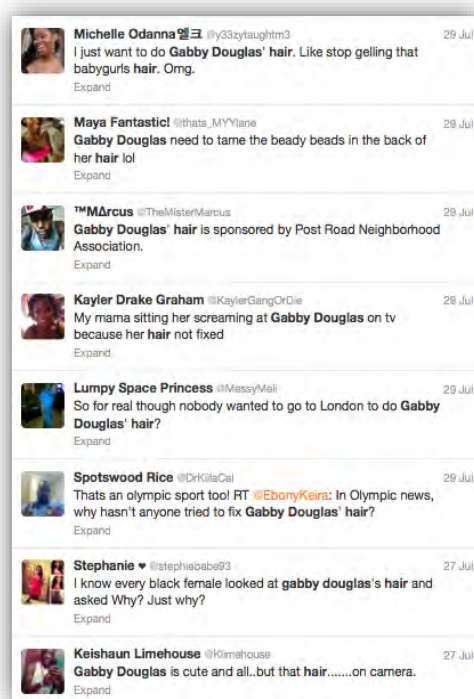 Michelle Odanna엘크 @y33zytaughtm3 29 Jul
I just want to do Gabby Douglas' hair. Like stop gelling that
babygurls hair. Omg.
Expand
Maya Fantastic! @thats_MYYlane 29 Jul
Gabby Douglas need to tame the beady beads in the back of
her hair lol
Expand
™MΔrcus @TheMisterMarcus 29 Jul
Gabby Douglas' hair is sponsored by Post Road Neighborhood
Association.
Expand
Kayler Drake Graham @KaylerGangOrDie 29 Jul
My mama sitting her screaming at Gabby Douglas on tv
because her hair not fixed
Expand
Lumpy Space Princess @MessyMeli 29 Jul
So for real though nobody wanted to go to London to do Gabby
Douglas' hair?
Expand
Spotswood Rice @DrKillaCal 29 Jul
Thats an olympic sport too! RT @EbonyKeira: In Olympic news,
why hasn't anyone tried to fix Gabby Douglas' hair?
Expand
Stephanie ♥ @stephiebabe93 27 Jul
I know every black female looked at gabby douglas's hair and
asked Why? Just why?
Expand
Keishaun Limehouse @Klimehouse 27 Jul
Gabby Douglas is cute and all..but that hair.......on camera.
Expand